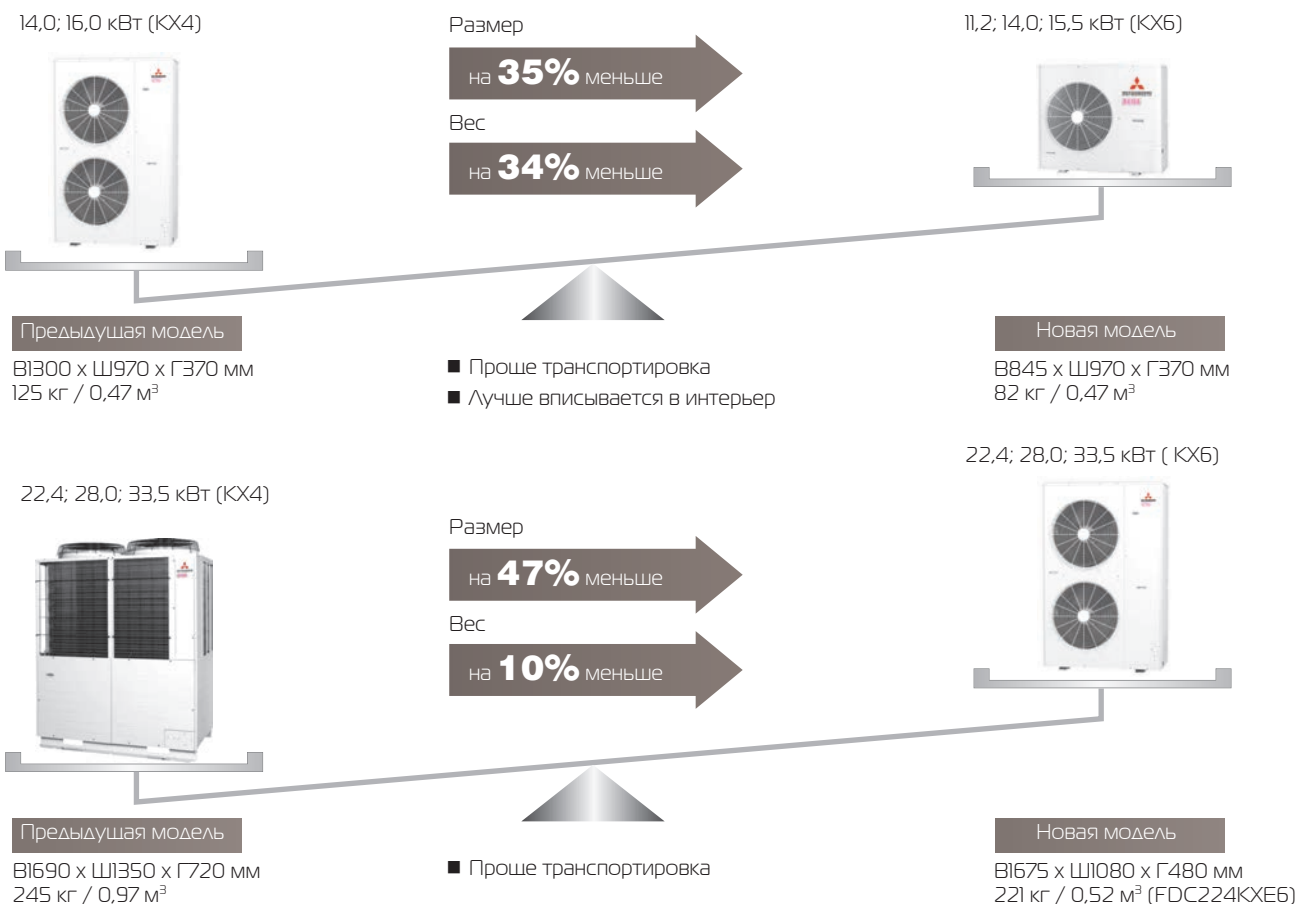 14,0; 16,0 кВт (KX4)
Размер
на 35% меньше
Вес
на 34% меньше
11,2; 14,0; 15,5 кВт (KX6)
Предыдущая модель
В1300 x Ш970 x Г370 мм
125 кг / 0,47 м³
■ Проще транспортировка
■ Лучше вписывается в интерьер
Новая модель
В845 x Ш970 x Г370 мм
82 кг / 0,47 м³
22,4; 28,0; 33,5 кВт (KX4)
Размер
на 47% меньше
Вес
на 10% меньше
22,4; 28,0; 33,5 кВт ( KX6)
Предыдущая модель
В1690 x Ш1350 x Г720 мм
245 кг / 0,97 м³
■ Проще транспортировка
Новая модель
В1675 x Ш1080 x Г480 мм
221 кг / 0,52 м³ (FDC224KXE6)